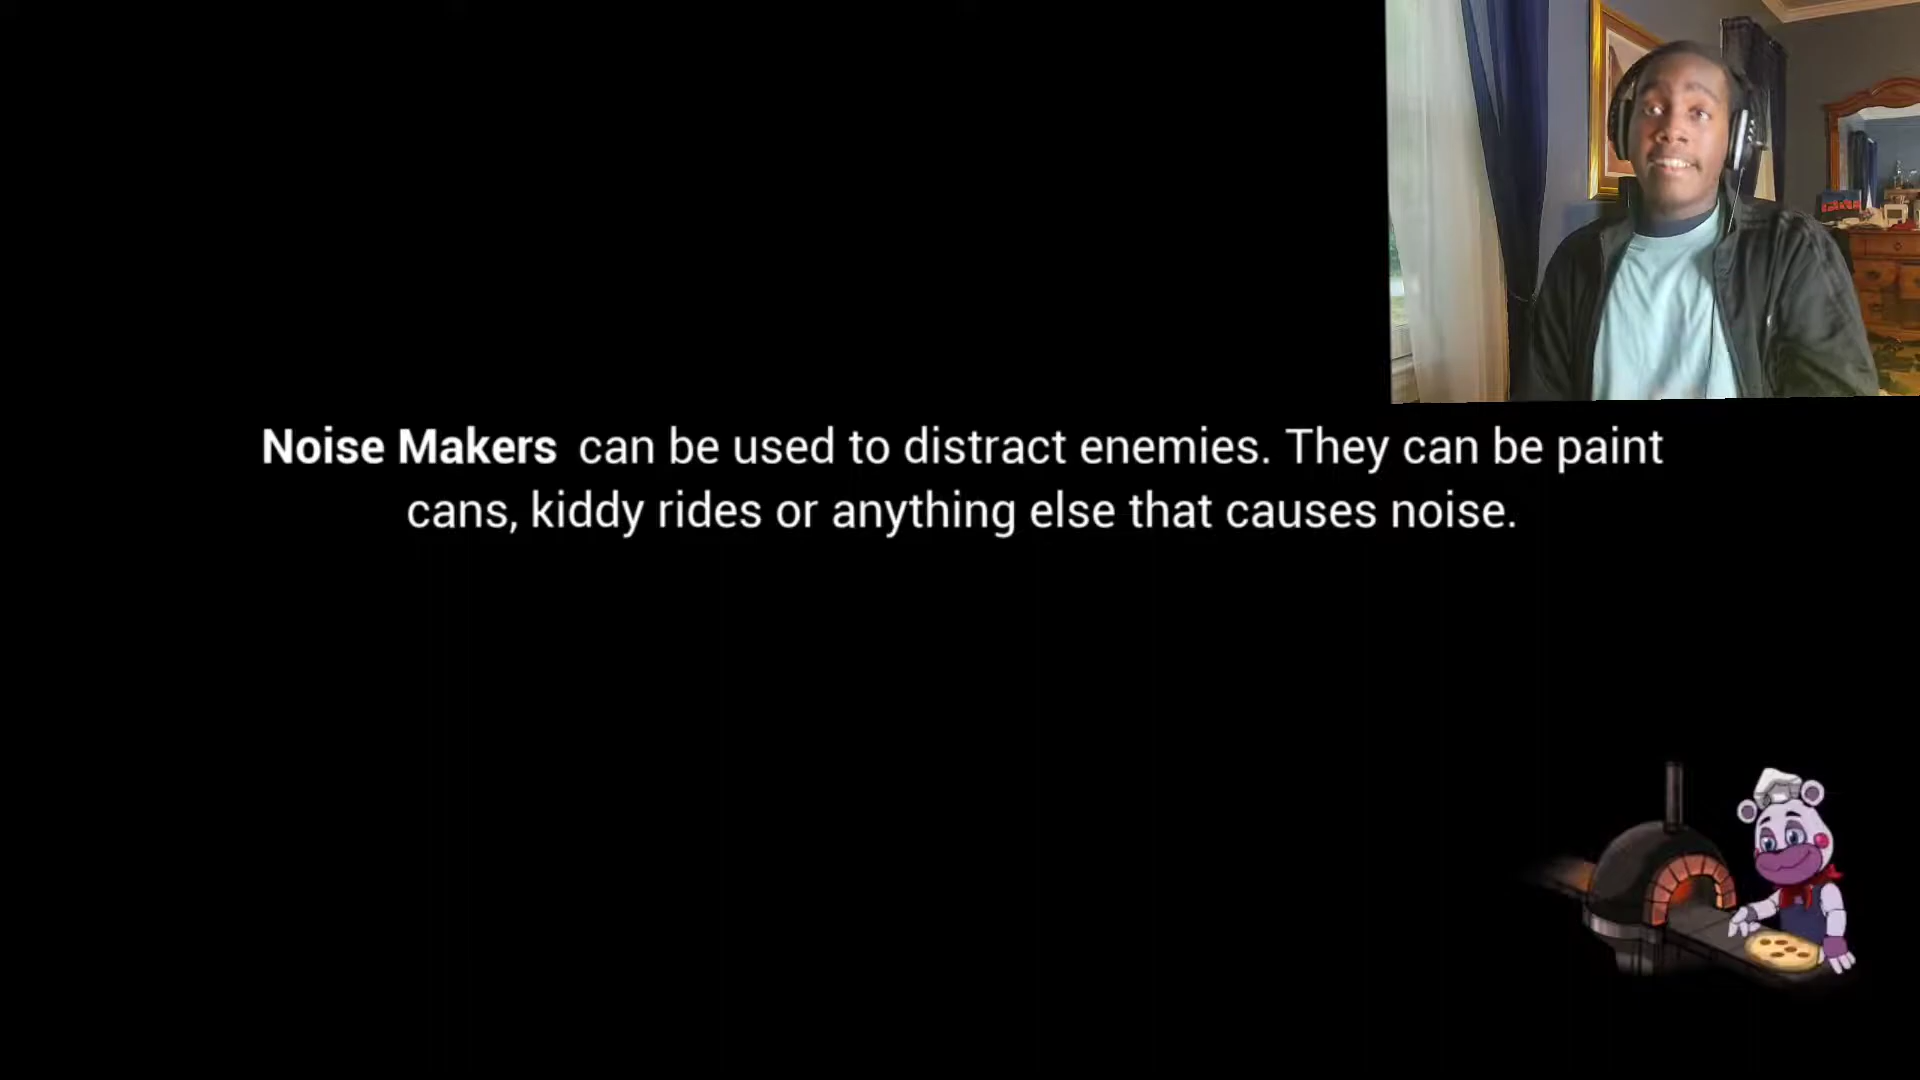 Noise Makers can be used to distract enemies. They can be paint
cans, kiddy rides or anything else that causes noise.